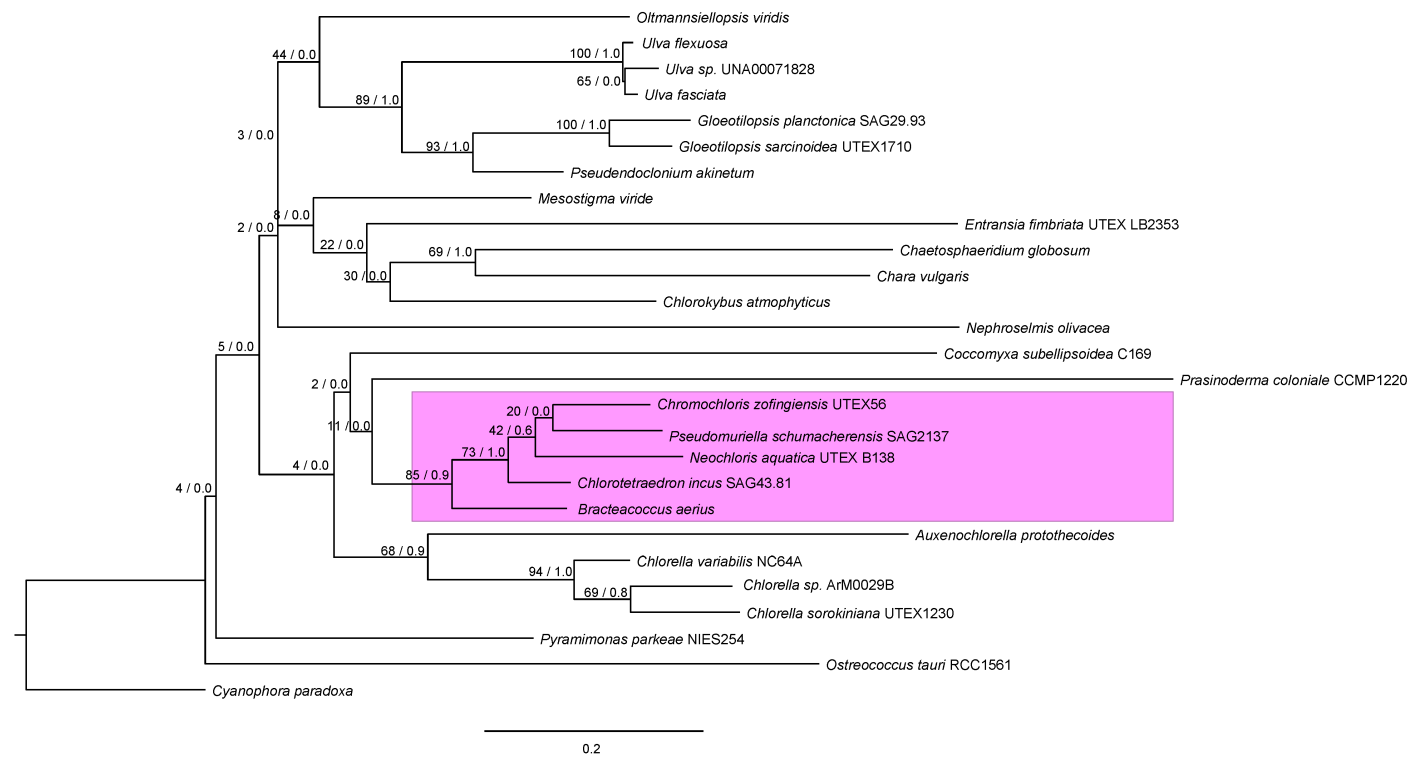 Oltmannsiellopsis viridis
Ulva flexuosa
44 / 0.0
100 / 1.0
Ulva sp. UNA00071828
65 / 0.0
Ulva fasciata
89 / 1.0
Gloeotilopsis planctonica SAG29.93
100 / 1.0
3 / 0.0
Gloeotilopsis sarcinoidea UTEX1710
93 / 1.0
Pseudendoclonium akinetum
Mesostigma viride
8 / 0.0
Entransia fimbriata UTEX LB2353
2 / 0.0
22 / 0.0
Chaetosphaeridium globosum
69 / 1.0
Chara vulgaris
30 / 0.0
Chlorokybus atmophyticus
Nephroselmis olivacea
5 / 0.0
Coccomyxa subellipsoidea C169
Prasinoderma coloniale CCMP1220
2 / 0.0
Chromochloris zofingiensis UTEX56
20 / 0.0
11 / 0.0
42 / 0.6
Pseudomuriella schumacherensis SAG2137
73 / 1.0
Neochloris aquatica UTEX B138
4 / 0.0
85 / 0.9
Chlorotetraedron incus SAG43.81
4 / 0.0
Bracteacoccus aerius
Auxenochlorella protothecoides
68 / 0.9
Chlorella variabilis NC64A
94 / 1.0
Chlorella sp. ArM0029B
69 / 0.8
Chlorella sorokiniana UTEX1230
Pyramimonas parkeae NIES254
Ostreococcus tauri RCC1561
Cyanophora paradoxa
0.2